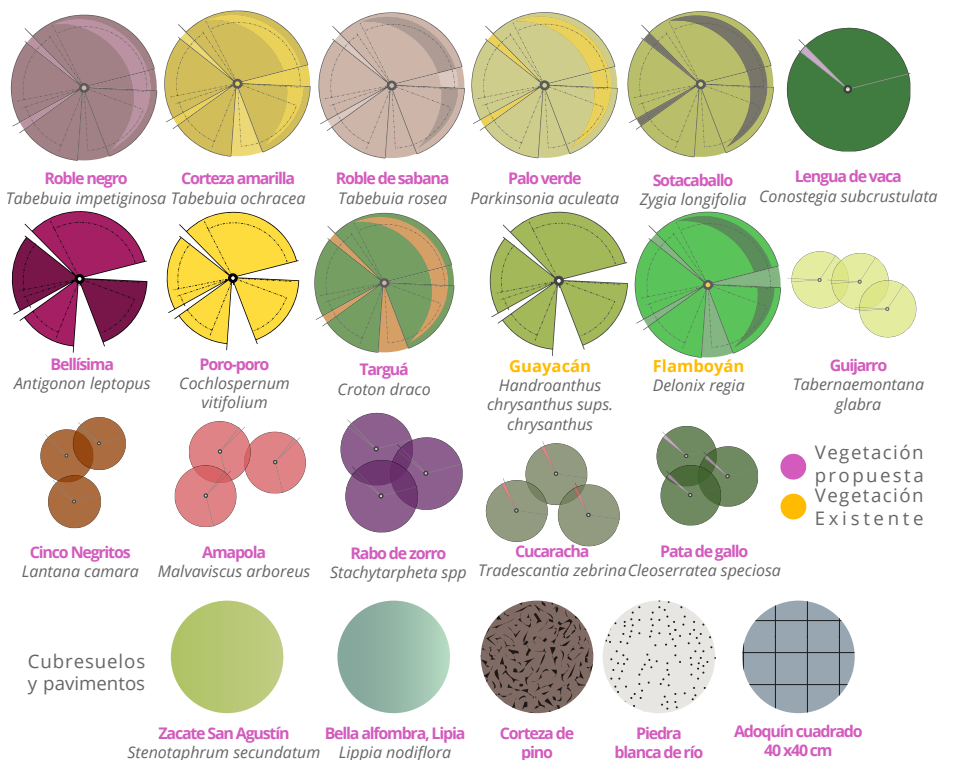 Roble negro
Tabebuia impetiginosa
Corteza amarilla
Tabebuia ochracea
Roble de sabana
Tabebuia rosea
Palo verde
Parkinsonia aculeata
Sotacaballo
Zygia longifolia
Lengua de vaca
Conostegia subcrustulata
Bellísima
Antigonon leptopus
Poro-poro
Cochlospernum
vitifolium
Targuá
Croton draco
Guayacán
Handroanthus
chrysanthus sups.
chrysanthus
Flamboyán
Delonix regia
Guijarro
Tabernaemontana
glabra
Cinco Negritos
Lantana camara
Amapola
Malvaviscus arboreus
Rabo de zorro
Stachytarpheta spp
Cucaracha
Tradescantia zebrina
Pata de gallo
Cleoserratea speciosa
Vegetación
propuesta
Vegetación
Existente
Cubresuelos
y pavimentos
Zacate San Agustín
Stenotaphrum secundatum
Bella alfombra, Lipia
Lippia nodiflora
Corteza de
pino
Piedra
blanca de río
Adoquín cuadrado
40 x40 cm